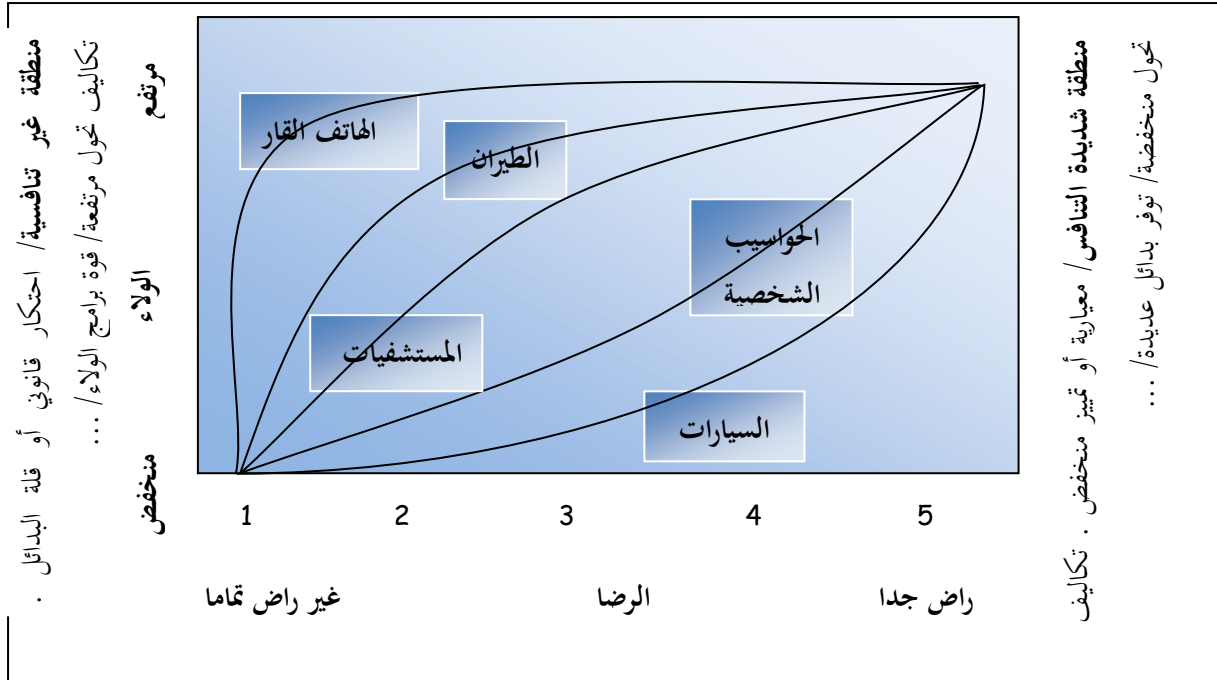 منطقة غير تنافسية/ احتكار قانوني أو قلة البدائل .
تكاليف تحول مرتفعة/ قوة برامج الولاء/ ...
مرتفع
الولاء
منخفض
الهاتف القار
الطيران
الحواسيب
الشخصية
المستشفيات
السيارات
1 2 3 4 5
غير راض تماما الرضا راض جدا
منطقة شديدة التنافس/ معيارية أو تمييز منخفض . تكاليف
تحول منخفضة/ توفر بدائل عديدة/ ...